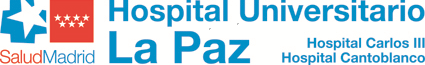 Hospital Universitario
La Paz
Hospital Carlos III
Hospital Cantoblanco
SaludMadrid